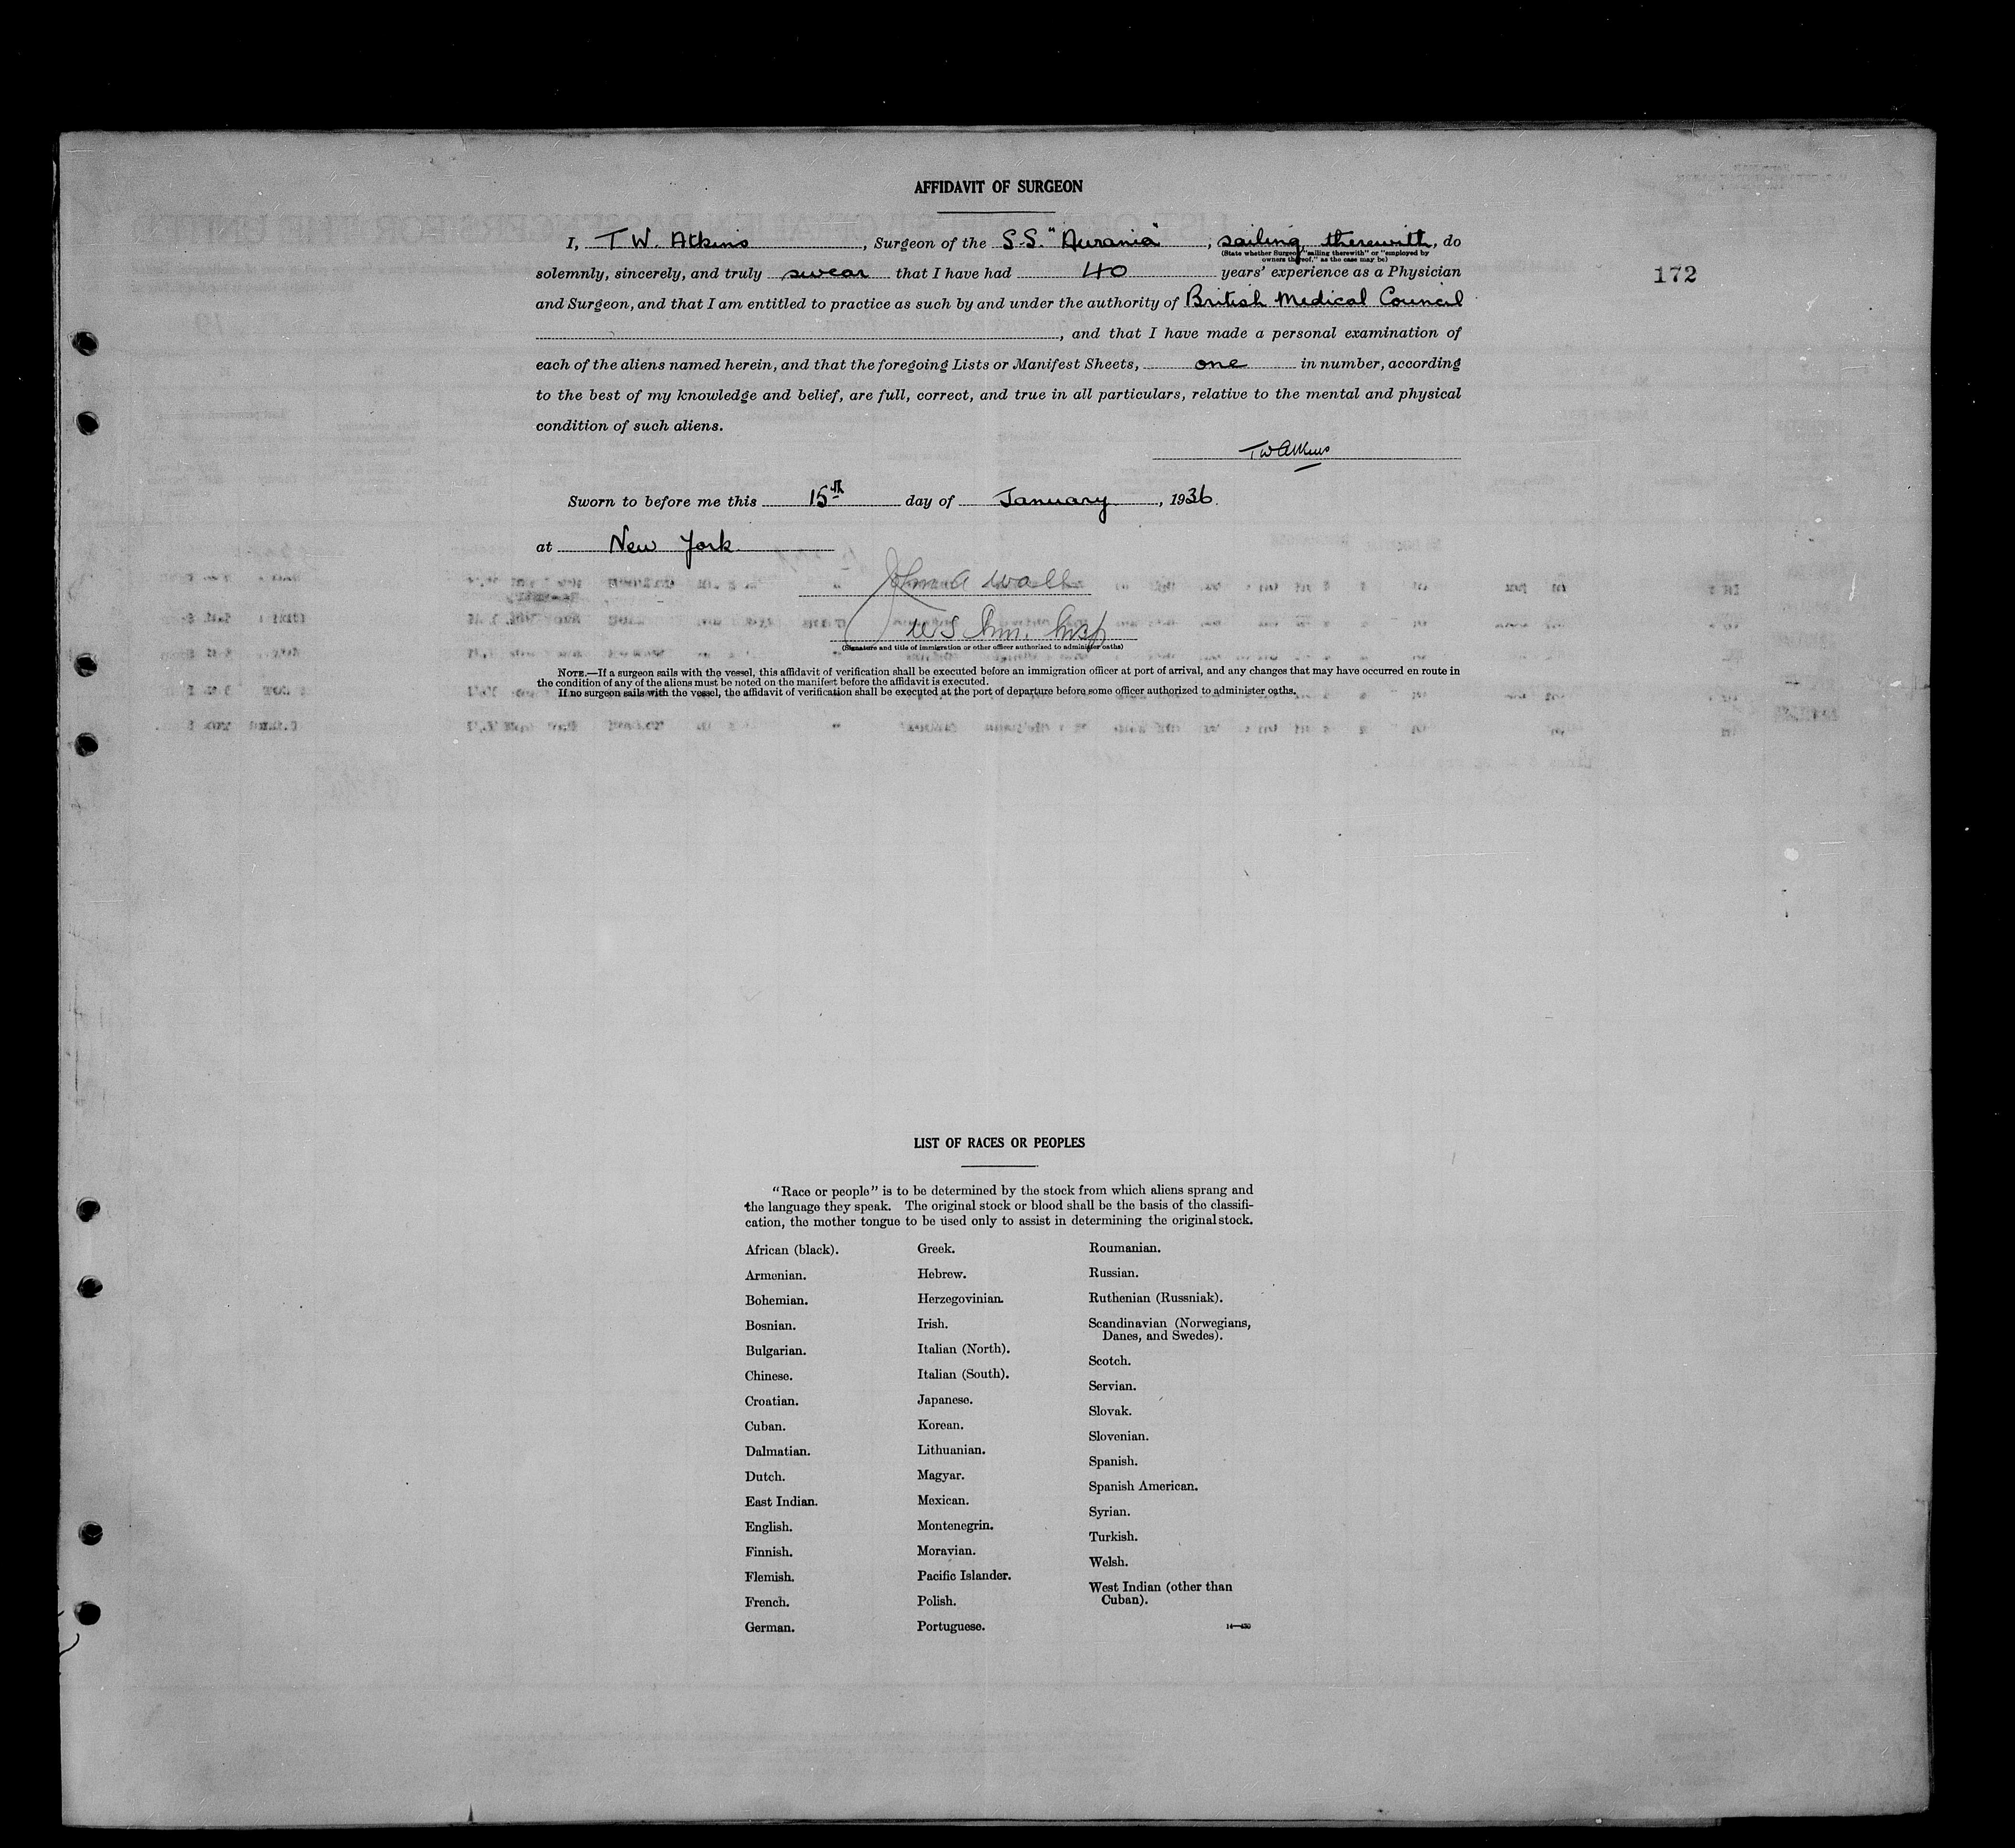 AFFIDAVIT OF SURGEON
I, T W. Atkins, Surgeon of the S.S. "Aurania", sailing therewith, do
(State whether Surgeon "sailing therewith" or "employed by
owners thereof," as the case may be)
solemnly, sincerely, and truly swear that I have had 40 years' experience as a Physician
172
and Surgeon, and that I am entitled to practice as such by and under the authority of British Medical Council
, and that I have made a personal examination of
each of the aliens named herein, and that the foregoing Lists or Manifest Sheets, one in number, according
to the best of my knowledge and belief, are full, correct, and true in all particulars, relative to the mental and physical
condition of such aliens.
TWAtkins
Sworn to before me this 15th day of January, 1936.
at New York
John A Wall
US Imm. Insp
(Signature and title of immigration or other officer authorized to administer oaths)
NOTE.—If a surgeon sails with the vessel, this affidavit of verification shall be executed before an immigration officer at port of arrival, and any changes that may have occurred en route in
the condition of any of the aliens must be noted on the manifest before the affidavit is executed.
If no surgeon sails with the vessel, the affidavit of verification shall be executed at the port of departure before some officer authorized to administer oaths.
LIST OF RACES OR PEOPLES
"Race or people" is to be determined by the stock from which aliens sprang and
the language they speak. The original stock or blood shall be the basis of the classifi-
cation, the mother tongue to be used only to assist in determining the original stock.
African (black).
Armenian.
Bohemian.
Bosnian.
Bulgarian.
Chinese.
Croatian.
Cuban.
Dalmatian.
Dutch.
East Indian.
English.
Finnish.
Flemish.
French.
German.
Greek.
Hebrew.
Herzegovinian.
Irish.
Italian (North).
Italian (South).
Japanese.
Korean.
Lithuanian.
Magyar.
Mexican.
Montenegrin.
Moravian.
Pacific Islander.
Polish.
Portuguese.
Roumanian.
Russian.
Ruthenian (Russniak).
Scandinavian (Norwegians,
Danes, and Swedes).
Scotch.
Servian.
Slovak.
Slovenian.
Spanish.
Spanish American.
Syrian.
Turkish.
Welsh.
West Indian (other than
Cuban).
14—430